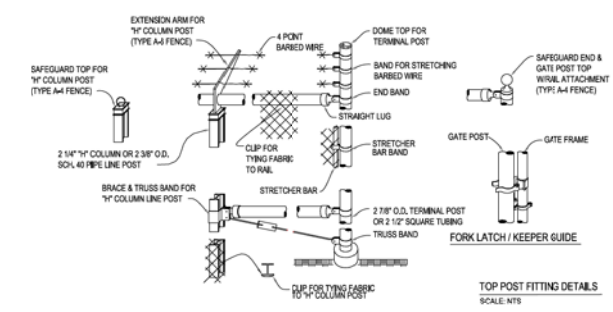 EXTENSION ARM FOR
"H" COLUMN POST
(TYPE A-8 FENCE)
4 POINT
BARBED WIRE
DOME TOP FOR
TERMINAL POST
SAFEGUARD TOP FOR
"H" COLUMN POST
(TYPE A-4 FENCE)
BAND FOR STRETCHING
BARBED WIRE
END BAND
SAFEGUARD END &
GATE POST TOP
W/RAIL ATTACHMENT
(TYPE A-4 FENCE)
STRAIGHT LUG
2 1/4" "H" COLUMN OR 2 3/8" O.D.
SCH. 40 PIPE LINE POST
CLIP FOR
TYING FABRIC
TO RAIL
STRETCHER
BAR BAND
GATE POST
GATE FRAME
STRETCHER BAR
BRACE & TRUSS BAND FOR
"H" COLUMN LINE POST
2 7/8" O.D. TERMINAL POST
OR 2 1/2" SQUARE TUBING
TRUSS BAND
FORK LATCH / KEEPER GUIDE
CLIP FOR TYING FABRIC
TO "H" COLUMN POST
TOP POST FITTING DETAILS
SCALE: NTS